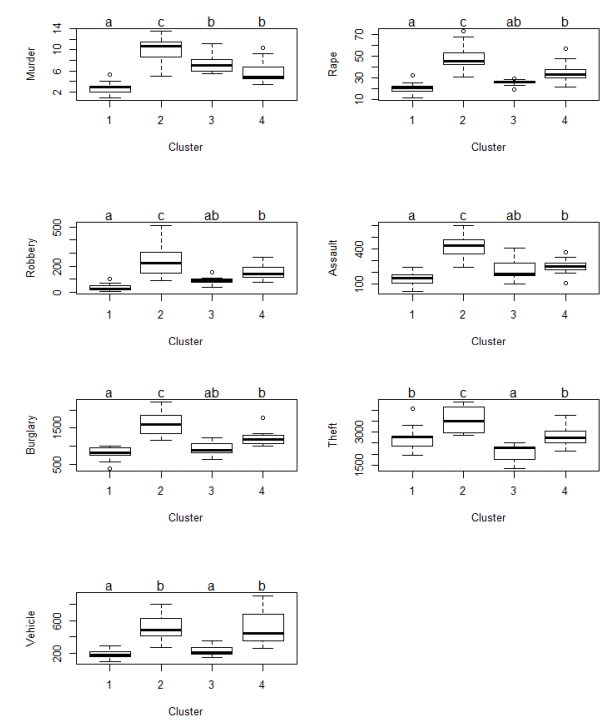 a c b b
Murder
14
10
6
2
1 2 3 4
Cluster
a c ab b
Rape
70
50
30
10
1 2 3 4
Cluster
a c ab b
Robbery
500
200
0
1 2 3 4
Cluster
a c ab b
Assault
400
100
1 2 3 4
Cluster
a c ab b
Burglary
1500
500
1 2 3 4
Cluster
b c a b
Theft
3000
1500
1 2 3 4
Cluster
a b a b
Vehicle
600
200
1 2 3 4
Cluster